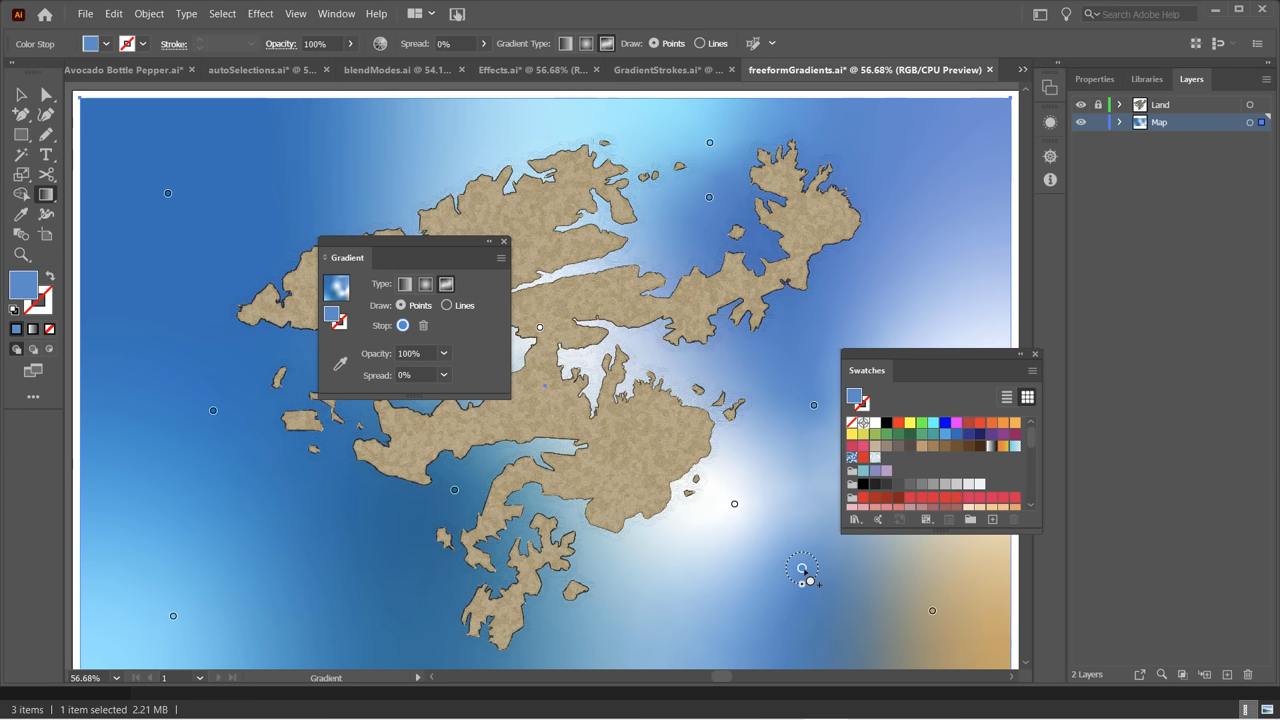 Ai File Edit Object Type Select Effect View Window Help Search Adobe Help
Color Stop Stroke: Opacity: 100% Spread: 0% Gradient Type: Draw: Points Lines
Avocado Bottle Pepper.ai* × autoSelections.ai* @ 5... × blendModes.ai @ 54.1... × Effects.ai* @ 56.68% (R... × GradientStrokes.ai* @ ... × freeformGradients.ai* @ 56.68% (RGB/CPU Preview) ×
Properties Libraries Layers
Land
Map
Gradient
Type:
Draw: Points Lines
Stop:
Opacity: 100%
Spread: 0%
Swatches
56.68% 1 Gradient
2 Layers
3 items 1 item selected 2.21 MB